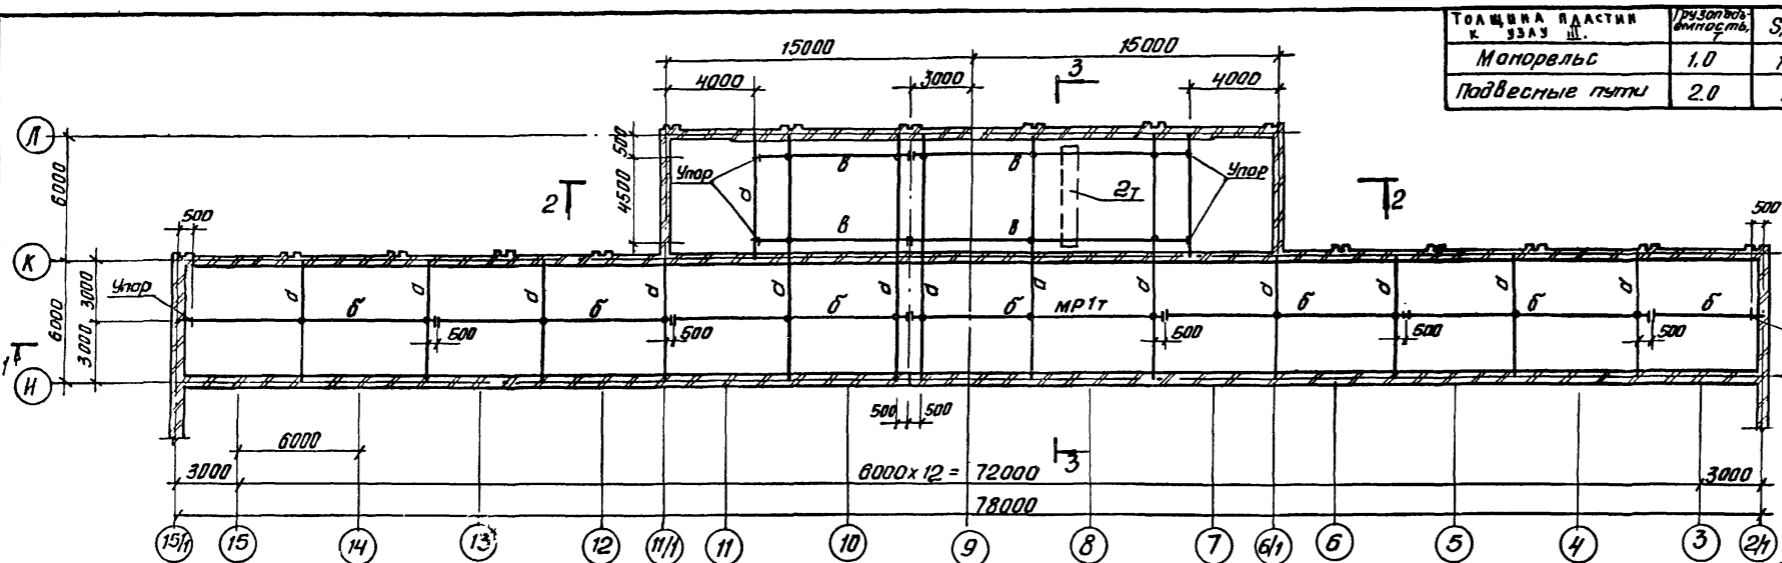 ТОЛЩИНА ПЛАСТИН К УЗЛУ III.
Грузоподъемность, Т
Монорельс
1.0
Подвесные пути
2.0
15000
15000
4000
3000
3
4000
Л
500
6000
4500
Упор
в
в
Упор
2т
d
2
2
в
в
500
500
К
Упор
3000
6000
3000
d
б
d
d
б
d
d
б
d
б
d
МР1т
d
d
б
d
d
б
d
б
500
500
500
500
500
1
И
500
500
6000
3000
6000х12 = 72000
3
3000
78000
15/1
15
14
13
12
11/1
11
10
9
8
7
6/1
6
5
4
3
2/1